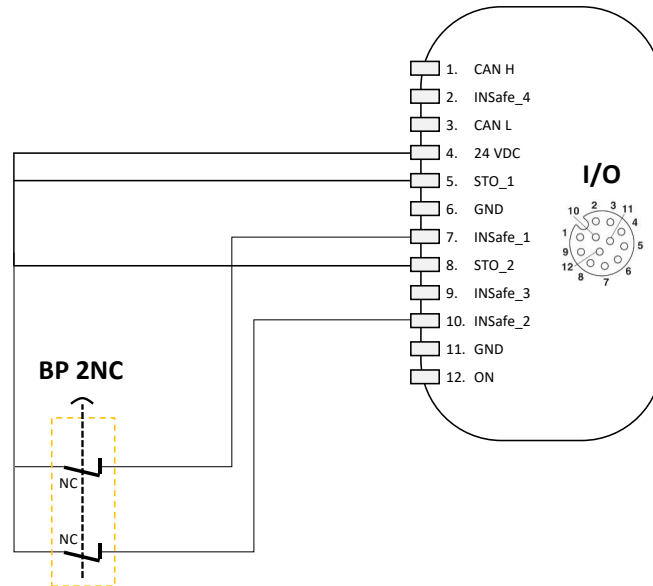 1. CAN H
2. INSafe_4
3. CAN L
4. 24 VDC
5. STO_1
6. GND
7. INSafe_1
8. STO_2
9. INSafe_3
10. INSafe_2
11. GND
12. ON
I/O
10 2 3 11
1 4
9 5
12 6
8 7
BP 2NC
NC
NC